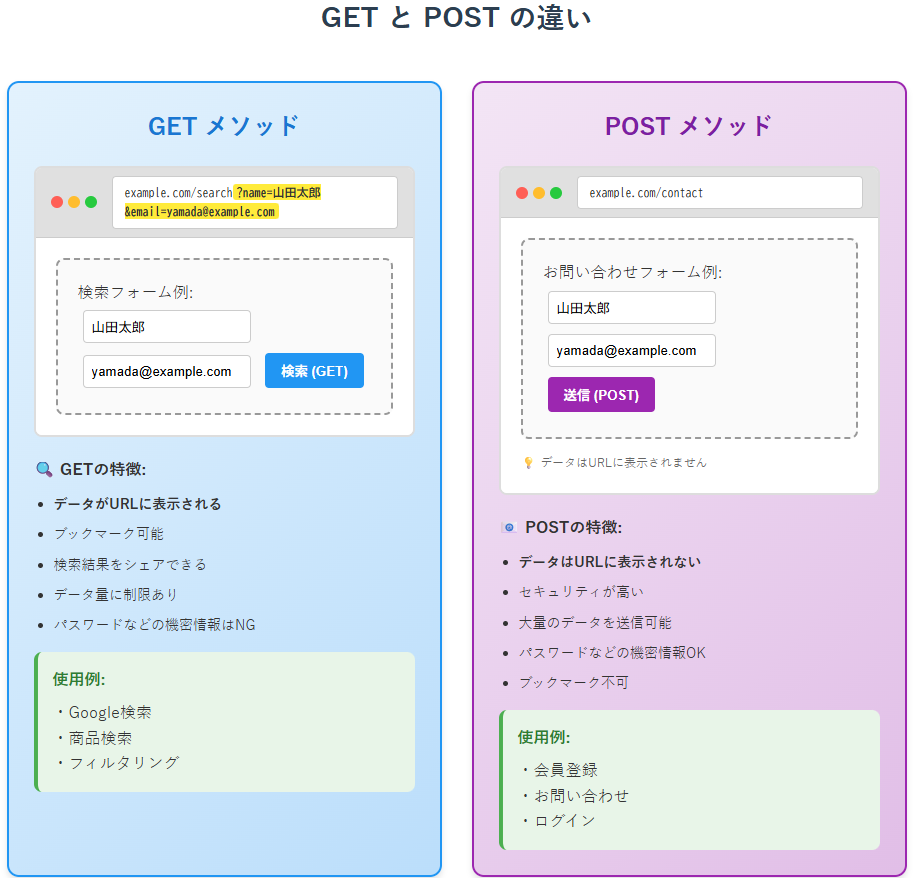 GET と POST の違い
GET メソッド
example.com/search?name=山田太郎
&email=yamada@example.com
検索フォーム例:
山田太郎
yamada@example.com
検索 (GET)
🔍 GETの特徴:
• データがURLに表示される
• ブックマーク可能
• 検索結果をシェアできる
• データ量に制限あり
• パスワードなどの機密情報はNG
使用例:
・Google検索
・商品検索
・フィルタリング
POST メソッド
example.com/contact
お問い合わせフォーム例:
山田太郎
yamada@example.com
送信 (POST)
💡 データはURLに表示されません
📧 POSTの特徴:
• データはURLに表示されない
• セキュリティが高い
• 大量のデータを送信可能
• パスワードなどの機密情報OK
• ブックマーク不可
使用例:
・会員登録
・お問い合わせ
・ログイン